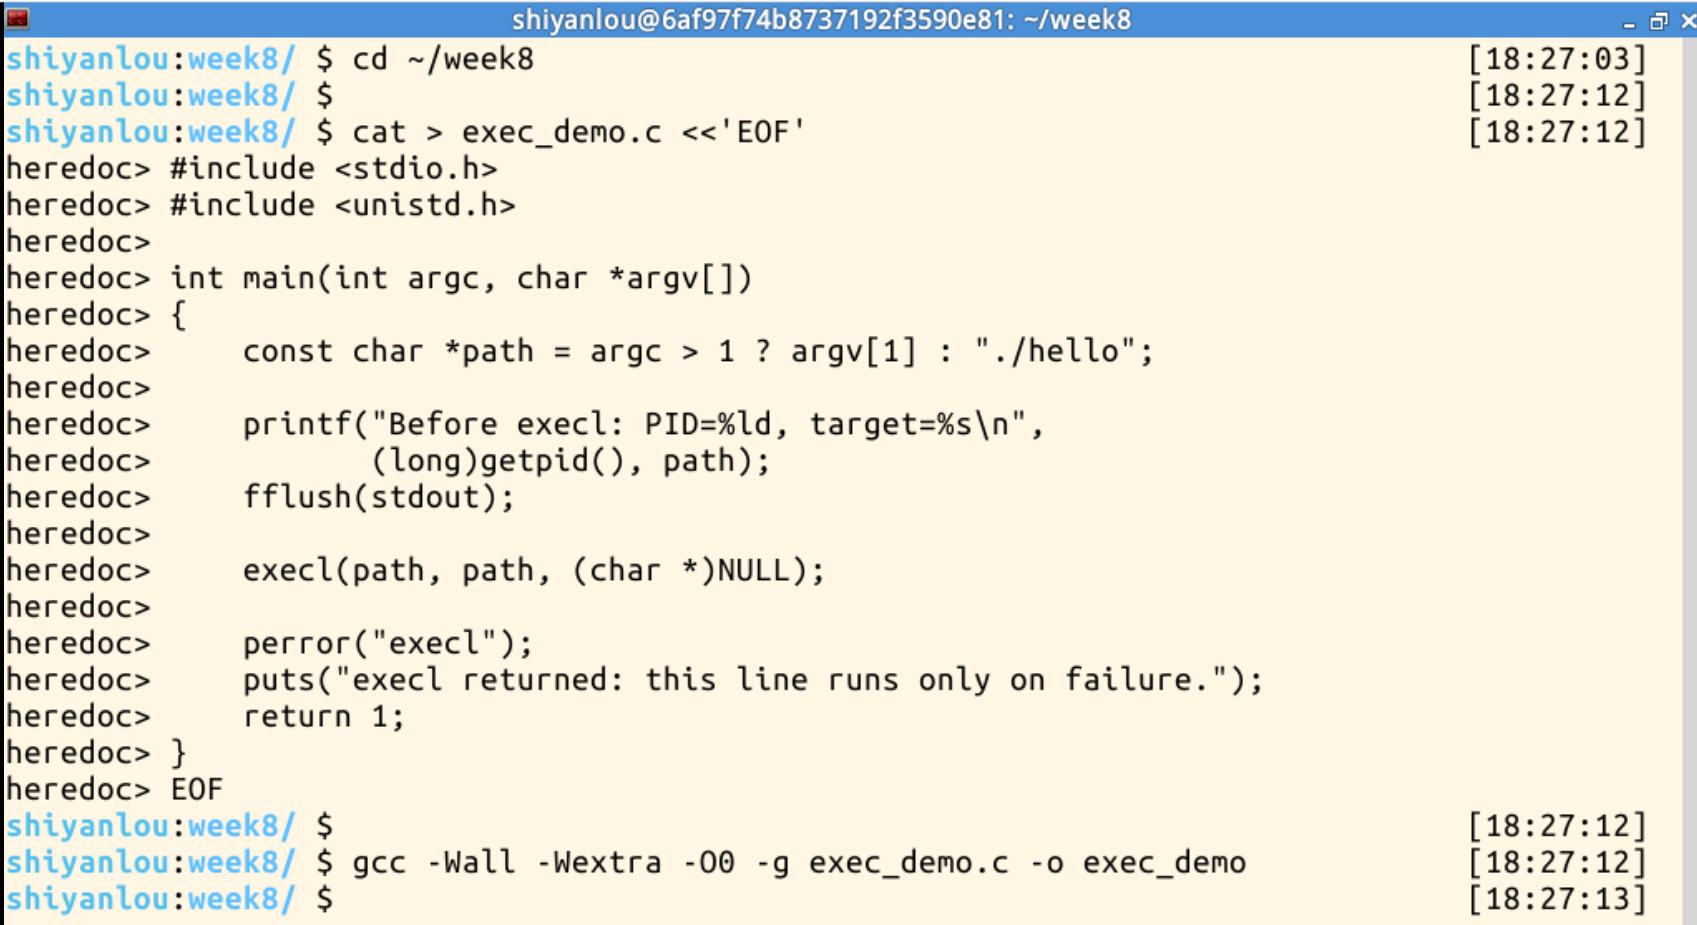 shiyanlou@6af97f74b8737192f3590e81: ~/week8
shiyanlou:week8/ $ cd ~/week8 [18:27:03]
shiyanlou:week8/ $ [18:27:12]
shiyanlou:week8/ $ cat > exec_demo.c <<'EOF' [18:27:12]
heredoc> #include <stdio.h>
heredoc> #include <unistd.h>
heredoc>
heredoc> int main(int argc, char *argv[])
heredoc> {
heredoc>     const char *path = argc > 1 ? argv[1] : "./hello";
heredoc>
heredoc>     printf("Before execl: PID=%ld, target=%s\n",
heredoc>            (long)getpid(), path);
heredoc>     fflush(stdout);
heredoc>
heredoc>     execl(path, path, (char *)NULL);
heredoc>
heredoc>     perror("execl");
heredoc>     puts("execl returned: this line runs only on failure.");
heredoc>     return 1;
heredoc> }
heredoc> EOF
shiyanlou:week8/ $ [18:27:12]
shiyanlou:week8/ $ gcc -Wall -Wextra -O0 -g exec_demo.c -o exec_demo [18:27:12]
shiyanlou:week8/ $ [18:27:13]